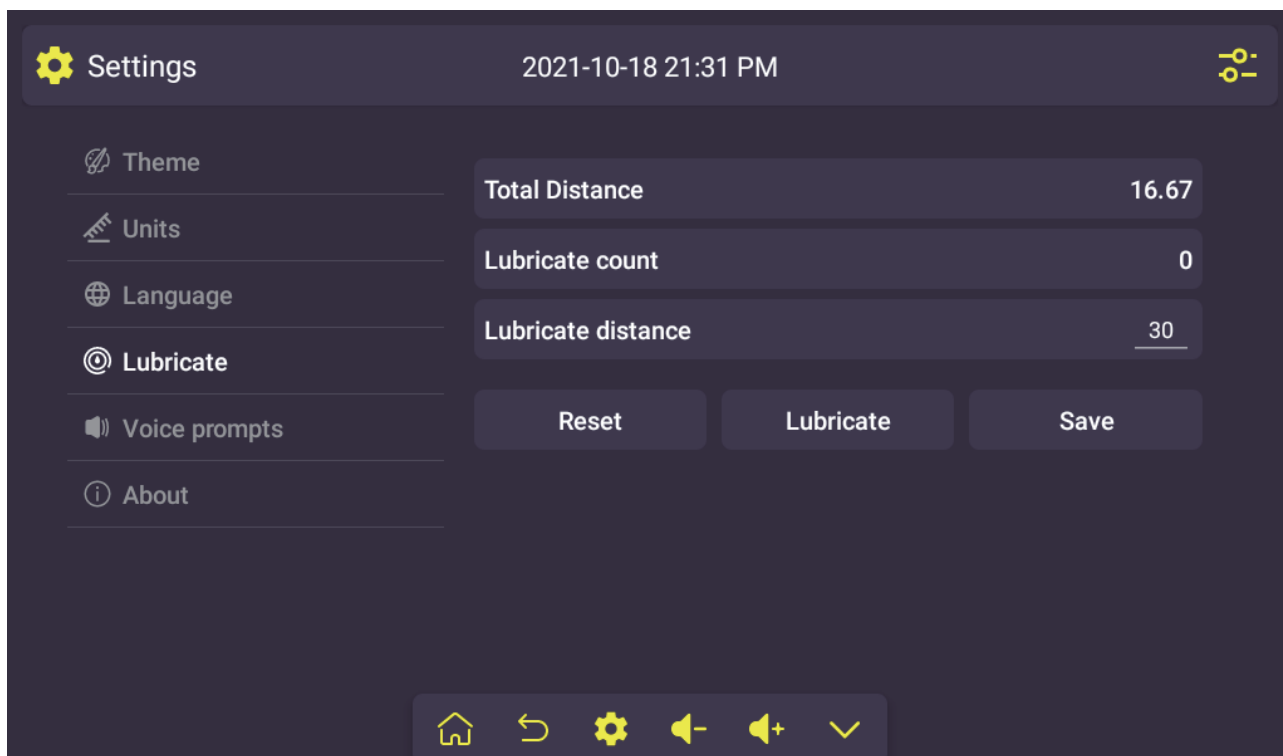 Settings
2021-10-18 21:31 PM
Theme
Units
Language
Lubricate
Voice prompts
About
Total Distance 16.67
Lubricate count 0
Lubricate distance 30
Reset Lubricate Save